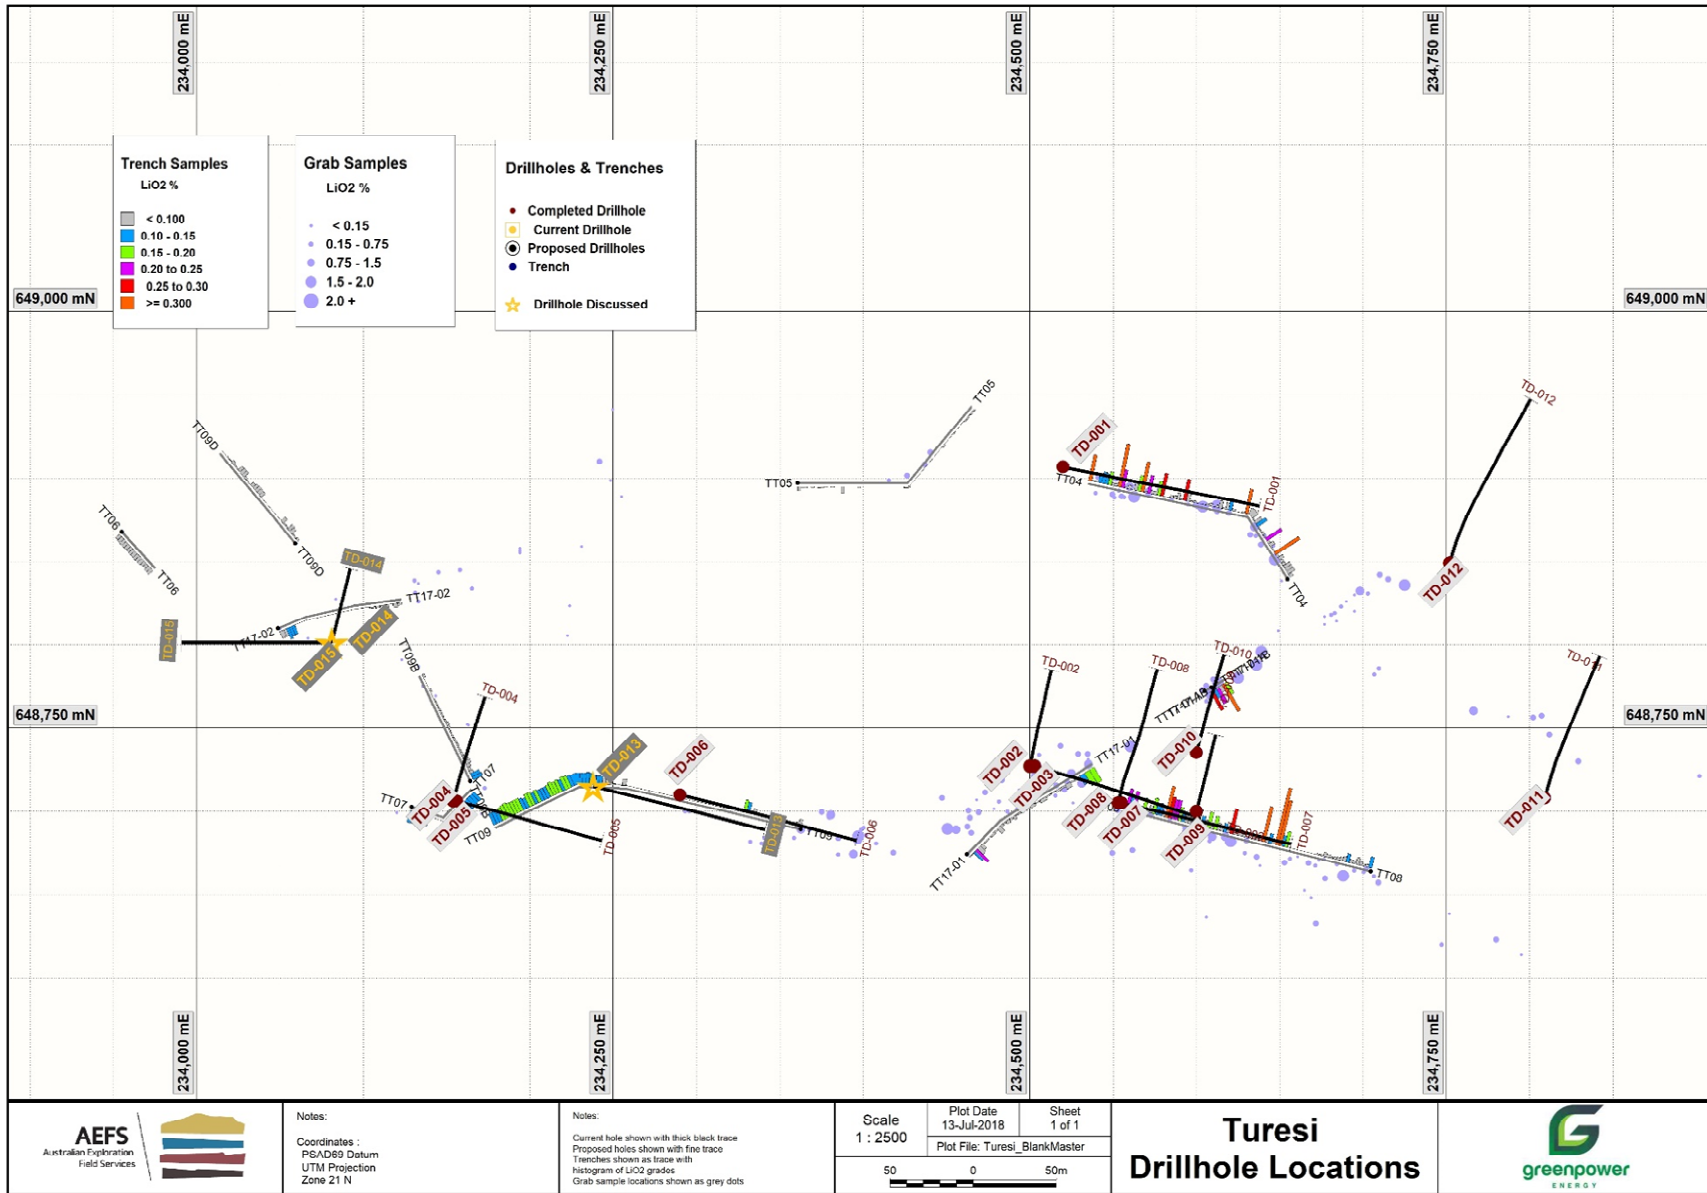 234,000 mE
234,250 mE
234,500 mE
234,750 mE
Trench Samples
LiO2 %
< 0.100
0.10 - 0.15
0.15 - 0.20
0.20 to 0.25
0.25 to 0.30
>= 0.300
Grab Samples
LiO2 %
< 0.15
0.15 - 0.75
0.75 - 1.5
1.5 - 2.0
2.0 +
Drillholes & Trenches
Completed Drillhole
Current Drillhole
Proposed Drillholes
Trench
Drillhole Discussed
649,000 mN
649,000 mN
TT05
TT05
TD-012
TD-012
TD-001
TD-001
TT04
TT04
TT09D
TT09D
TT06
TT06
TD-014
TD-014
TT17-02
TT17-02
TD-015
TD-015
TT09B
TD-004
TD-004
TD-002
TD-002
TD-008
TD-008
TD-010
TD-010
TD-011
TD-011
648,750 mN
648,750 mN
TD-013
TD-013
TD-006
TD-006
TD-003
TT17-01
TT17-01
TT07
TT07
TD-005
TD-005
TT09
TT09
TD-007
TD-007
TD-009
TT08
234,000 mE
234,250 mE
234,500 mE
234,750 mE
AEFS
Australian Exploration
Field Services
Notes:
Coordinates :
PSAD69 Datum
UTM Projection
Zone 21 N
Notes:
Current hole shown with thick black trace
Proposed holes shown with fine trace
Trenches shown as trace with
histogram of LiO2 grades
Grab sample locations shown as grey dots
Scale
1 : 2500
Plot Date
13-Jul-2018
Sheet
1 of 1
Plot File: Turesi_BlankMaster
50 0 50m
Turesi
Drillhole Locations
greenpower
ENERGY